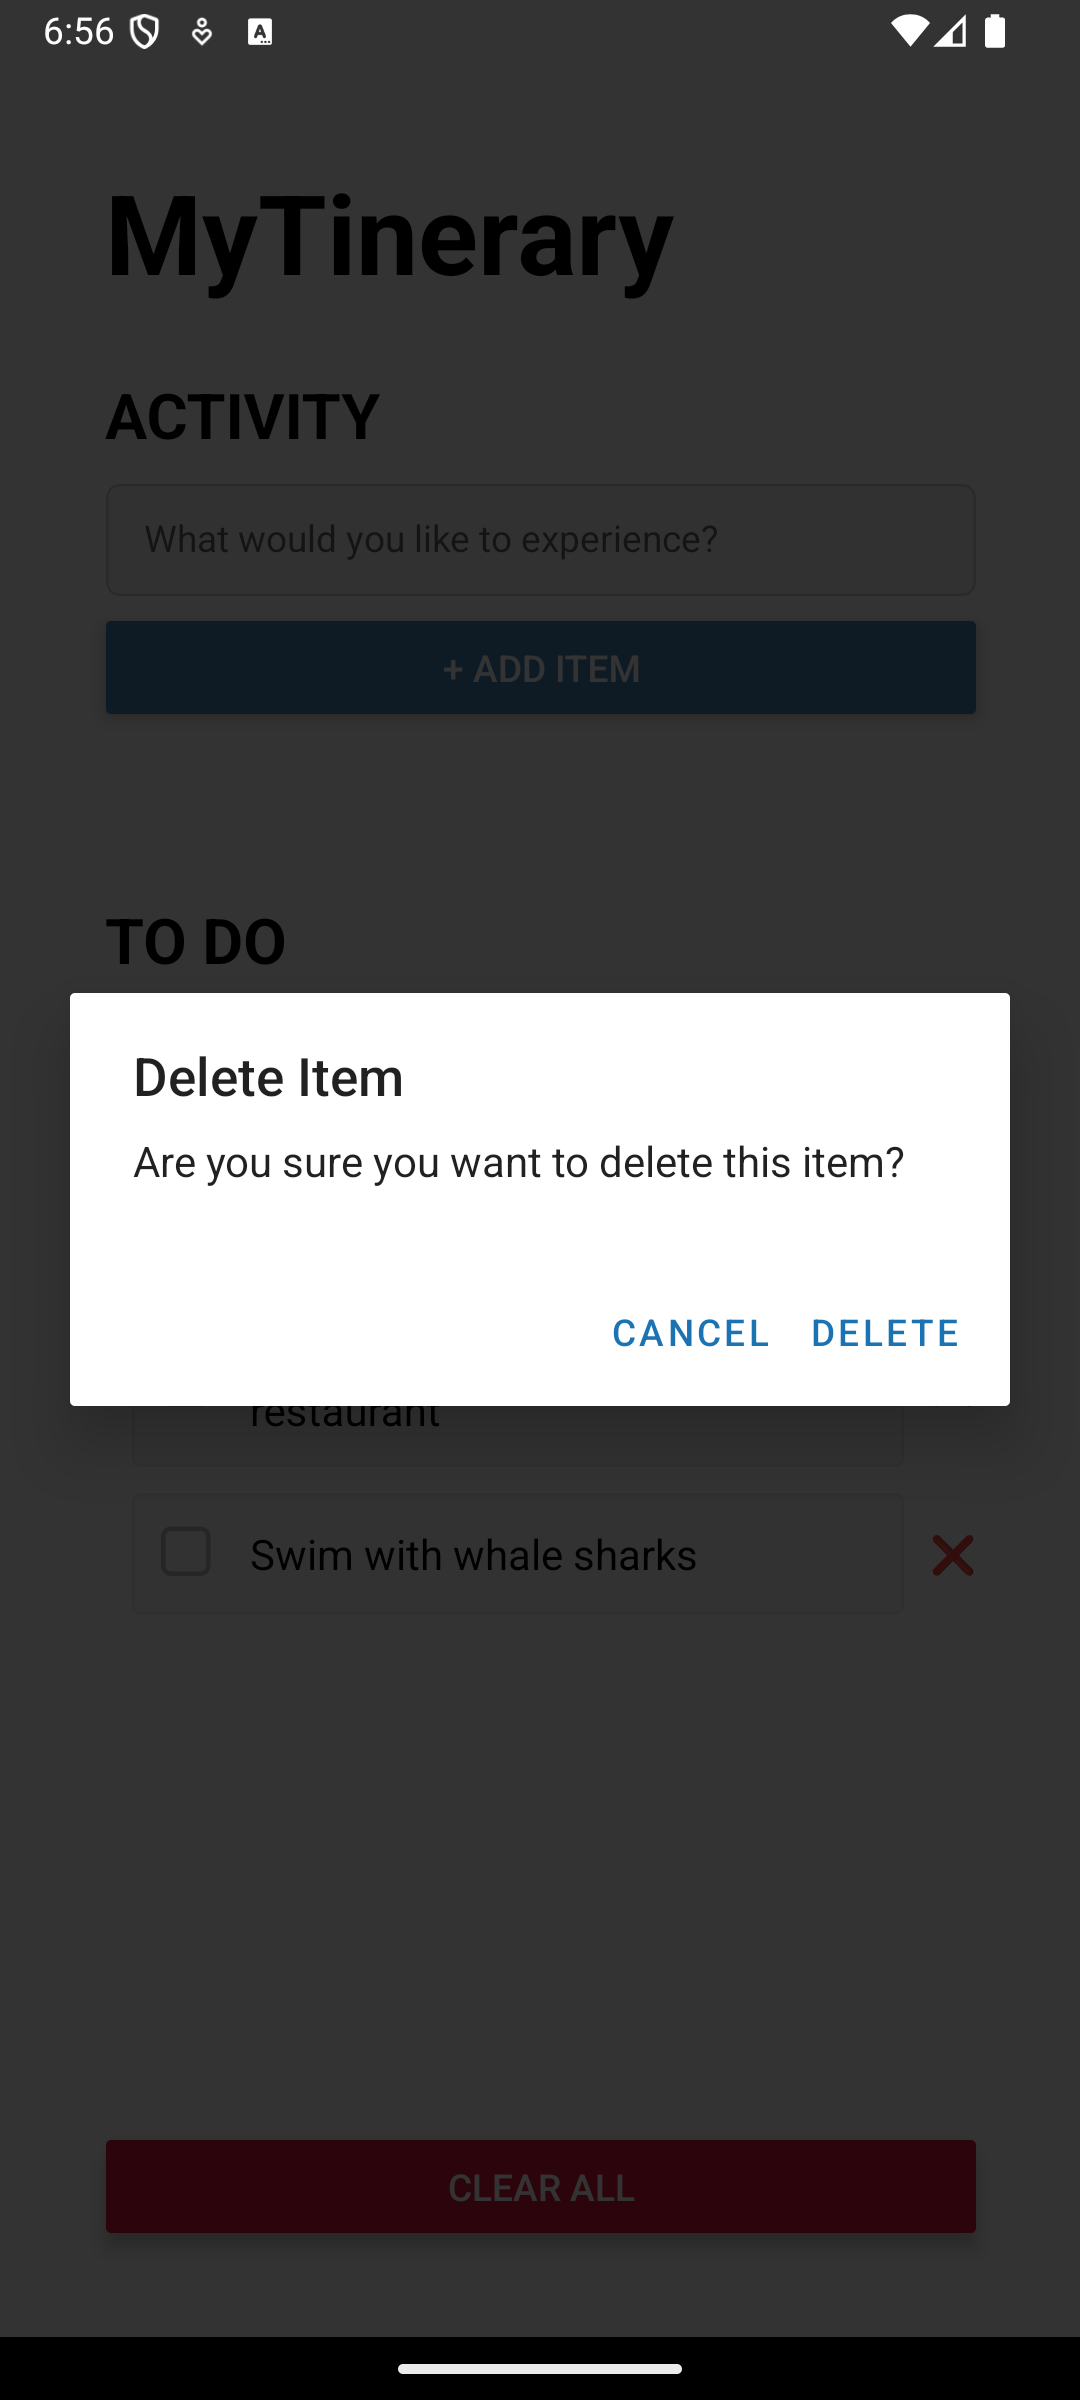 6:56
MyTinerary
ACTIVITY
What would you like to experience?
+ ADD ITEM
TO DO
Delete Item
Are you sure you want to delete this item?
CANCEL DELETE
restaurant
Swim with whale sharks
CLEAR ALL